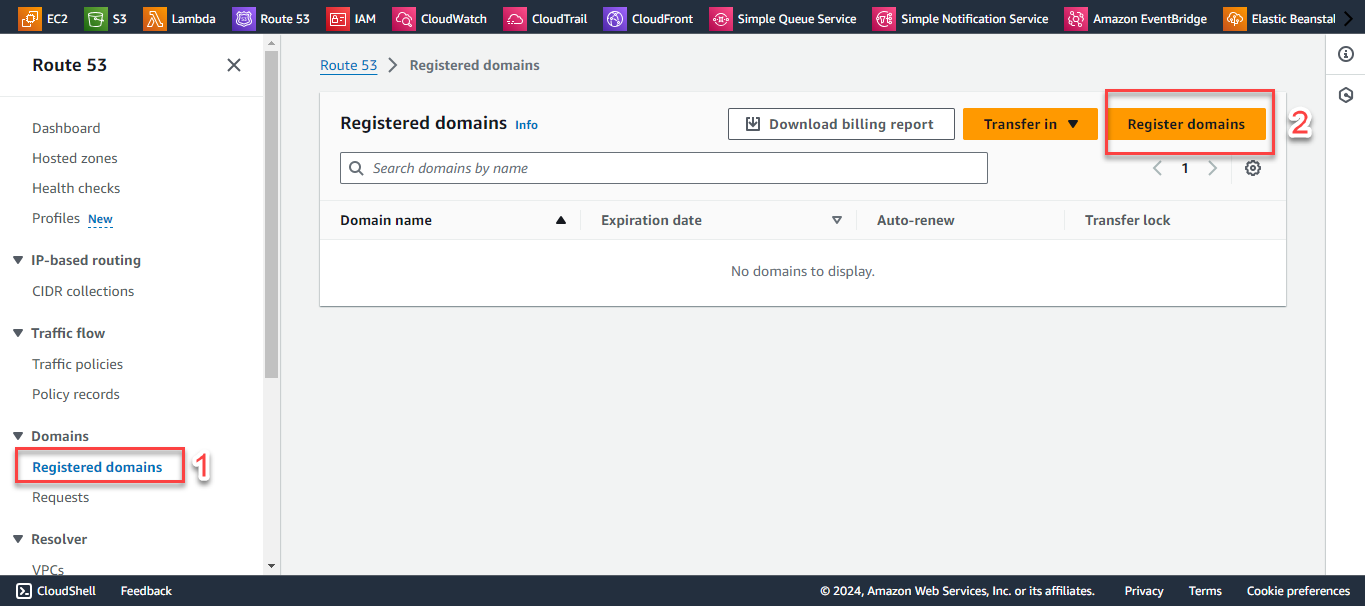 EC2 S3 Lambda Route 53 IAM CloudWatch CloudTrail CloudFront Simple Queue Service Simple Notification Service Amazon EventBridge Elastic Beanstal
Route 53
Dashboard
Hosted zones
Health checks
Profiles New
IP-based routing
CIDR collections
Traffic flow
Traffic policies
Policy records
Domains
Registered domains 1
Requests
Resolver
VPCs
Route 53 Registered domains
Registered domains Info Download billing report Transfer in Register domains 2
Search domains by name 1
Domain name Expiration date Auto-renew Transfer lock
No domains to display.
CloudShell Feedback © 2024, Amazon Web Services, Inc. or its affiliates. Privacy Terms Cookie preferences